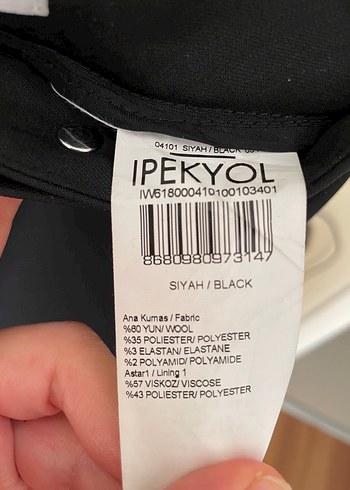 04101 SIYAH / BLACK
IPEKYOL
IW618000410100103401
8680980973147
SIYAH / BLACK
Ana Kumas / Fabric
%60 YUN/ WOOL
%35 POLIESTER/ POLYESTER
%3 ELASTAN/ ELASTANE
%2 POLYAMID/ POLYAMIDE
Astar1 / Lining 1
%57 VISKOZ/ VISCOSE
%43 POLIESTER/ POLYESTER